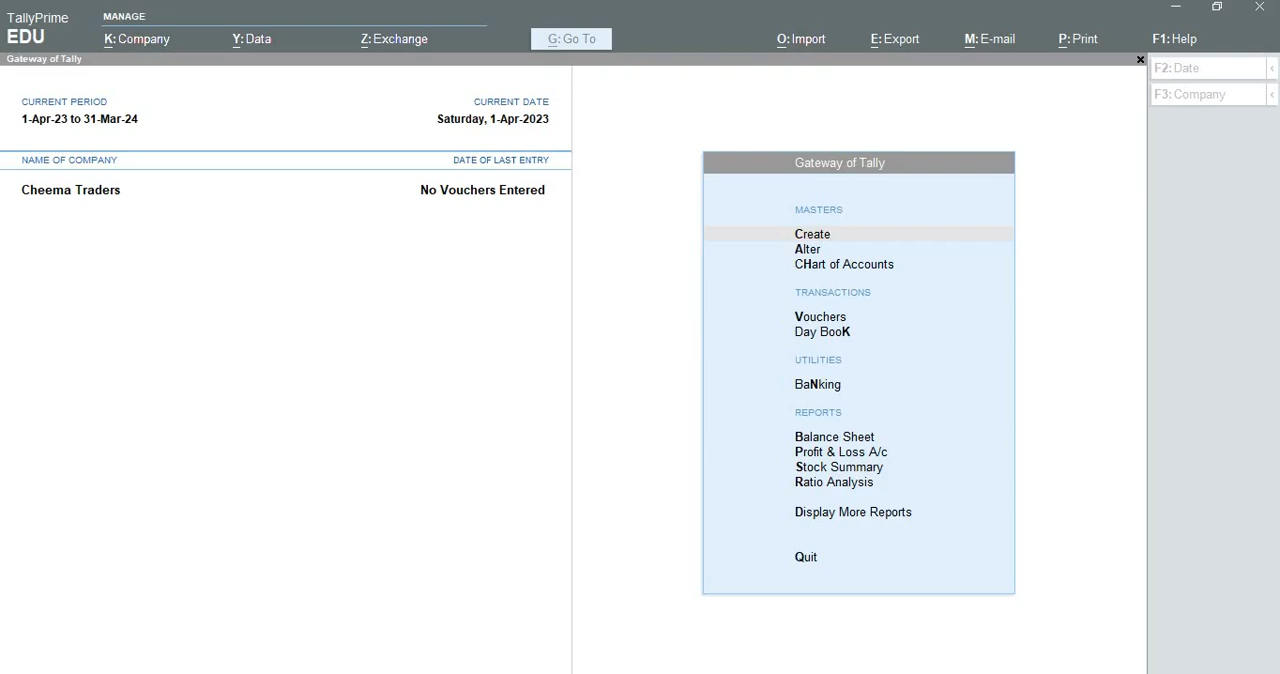 TallyPrime
EDU
MANAGE
K: Company
Y: Data
Z: Exchange
G: Go To
O: Import
E: Export
M: E-mail
P: Print
F1: Help
Gateway of Tally
F2: Date
F3: Company
CURRENT PERIOD
CURRENT DATE
1-Apr-23 to 31-Mar-24
Saturday, 1-Apr-2023
NAME OF COMPANY
DATE OF LAST ENTRY
Cheema Traders
No Vouchers Entered
Gateway of Tally
MASTERS
Create
Alter
CHart of Accounts
TRANSACTIONS
Vouchers
Day BooK
UTILITIES
BaNking
REPORTS
Balance Sheet
Profit & Loss A/c
Stock Summary
Ratio Analysis
Display More Reports
Quit